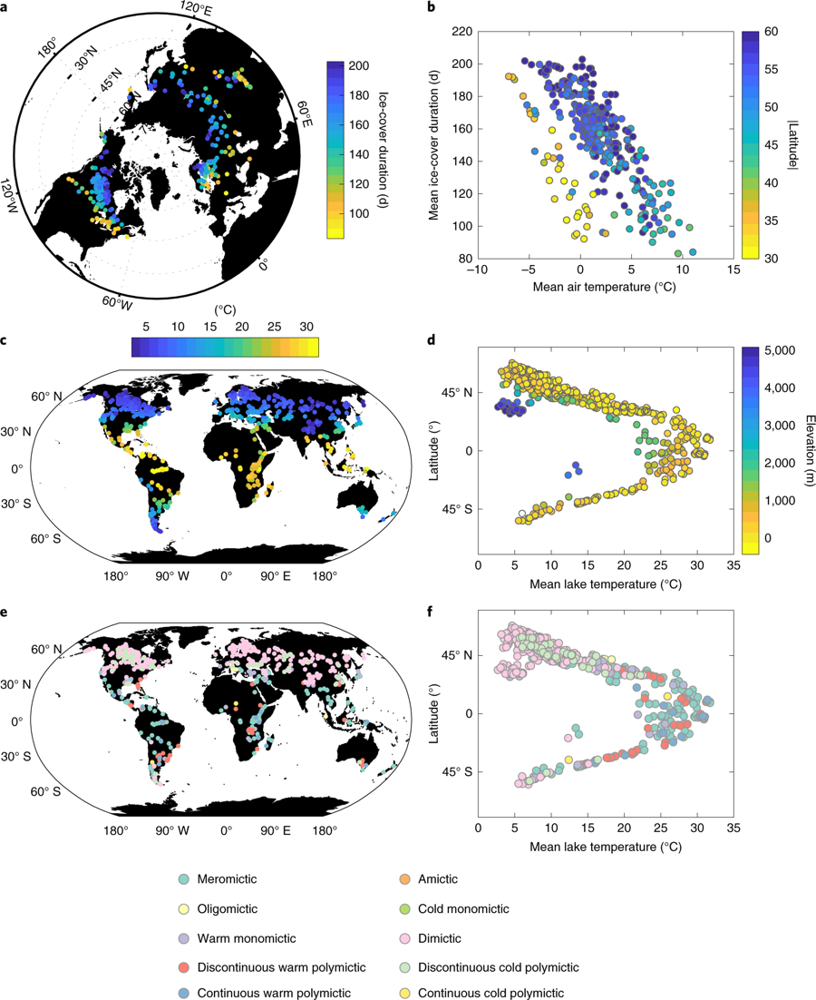 a
120°E
180°
30°N
45°N
60°N
60°E
120°W
0°
60°W
200
180
160
140
120
100
Ice-cover duration (d)
b
220
200
180
160
140
120
100
80
Mean ice-cover duration (d)
−10
−5
0
5
10
15
Mean air temperature (°C)
60
55
50
45
40
35
30
|Latitude|
(°C)
5
10
15
20
25
30
c
60° N
30° N
0°
30° S
60° S
180°
90° W
0°
90° E
180°
d
45° N
0
45° S
Latitude (°)
0
5
10
15
20
25
30
35
Mean lake temperature (°C)
5,000
4,000
3,000
2,000
1,000
0
Elevation (m)
e
60° N
30° N
0°
30° S
60° S
180°
90° W
0°
90° E
180°
f
45° N
0
45° S
Latitude (°)
0
5
10
15
20
25
30
35
Mean lake temperature (°C)
Meromictic
Amictic
Oligomictic
Cold monomictic
Warm monomictic
Dimictic
Discontinuous warm polymictic
Discontinuous cold polymictic
Continuous warm polymictic
Continuous cold polymictic